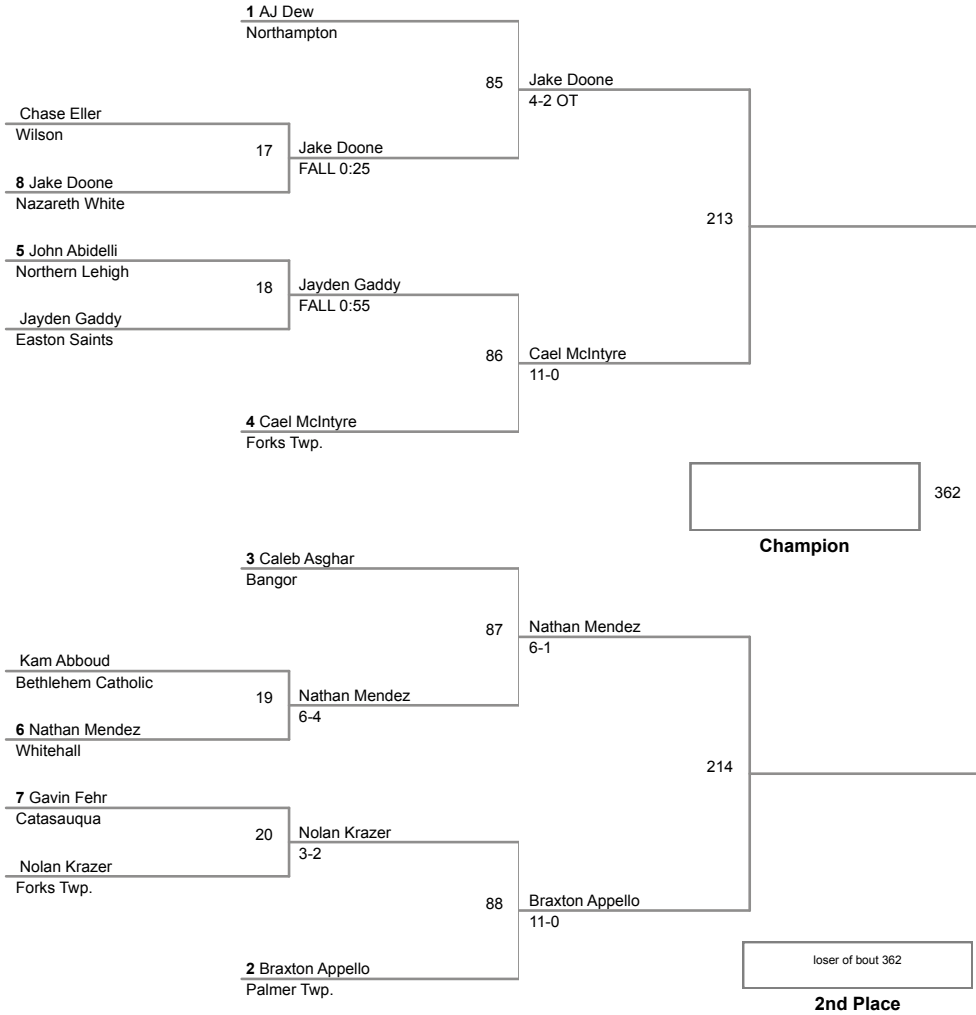 1 AJ Dew
Northampton
85
Jake Doone
4-2 OT
Chase Eller
Wilson
17
Jake Doone
FALL 0:25
8 Jake Doone
Nazareth White
213
5 John Abidelli
Northern Lehigh
18
Jayden Gaddy
FALL 0:55
Jayden Gaddy
Easton Saints
86
Cael McIntyre
11-0
4 Cael McIntyre
Forks Twp.
362
Champion
3 Caleb Asghar
Bangor
87
Nathan Mendez
6-1
Kam Abboud
Bethlehem Catholic
19
Nathan Mendez
6-4
6 Nathan Mendez
Whitehall
214
7 Gavin Fehr
Catasauqua
20
Nolan Krazer
3-2
Nolan Krazer
Forks Twp.
88
Braxton Appello
11-0
2 Braxton Appello
Palmer Twp.
loser of bout 362
2nd Place